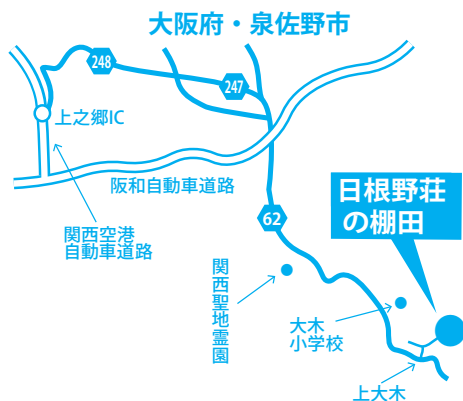 大阪府・泉佐野市
248
247
上之郷IC
阪和自動車道路
関西空港
自動車道路
62
日根野荘
の棚田
関西聖地霊園
大木
小学校
上大木